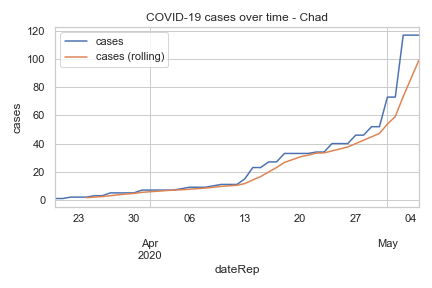 COVID-19 cases over time - Chad
cases
cases (rolling)
120
100
80
60
40
20
0
cases
23 30 06 13 20 27 04
Apr May
2020
dateRep